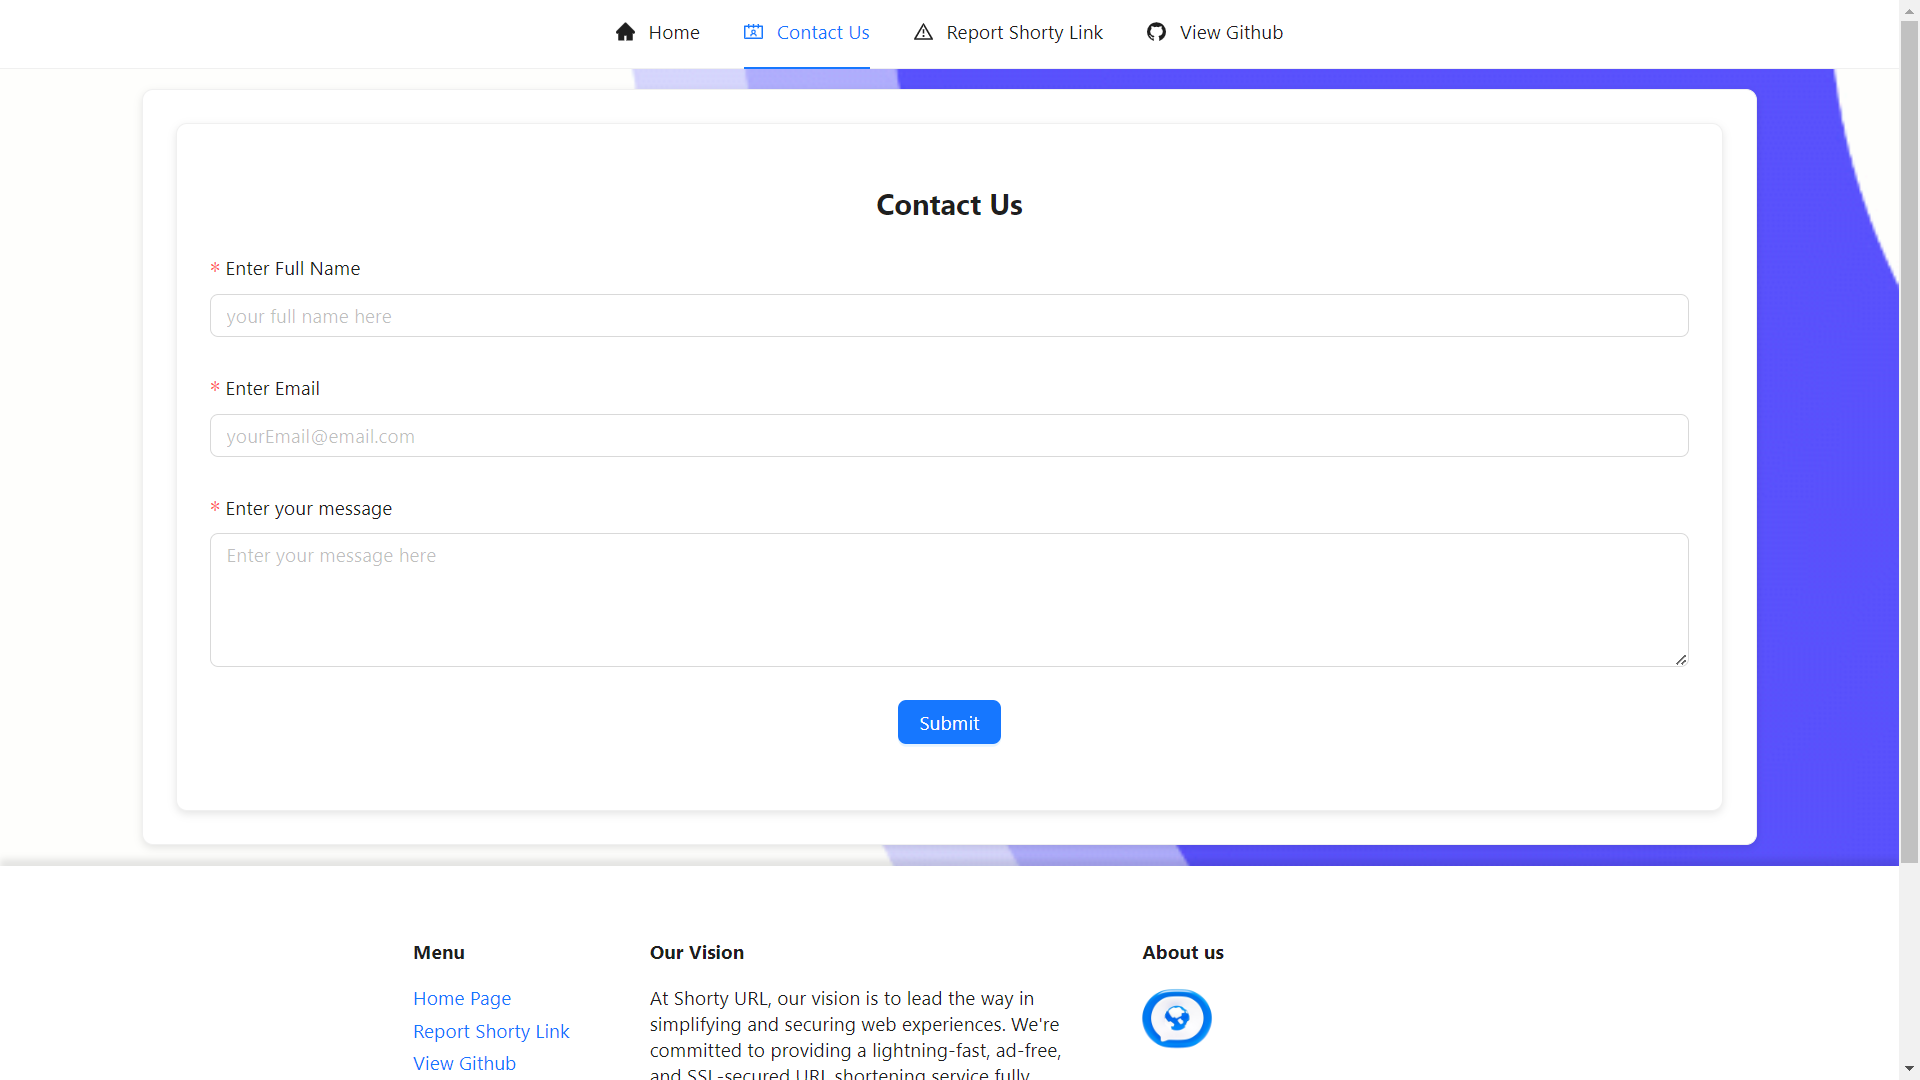 Home
Contact Us
Report Shorty Link
View Github
Contact Us
* Enter Full Name
your full name here
* Enter Email
yourEmail@email.com
* Enter your message
Enter your message here
Submit
Menu
Home Page
Report Shorty Link
View Github
Our Vision
At Shorty URL, our vision is to lead the way in
simplifying and securing web experiences. We're
committed to providing a lightning-fast, ad-free,
and SSL-secured URL shortening service fully
About us